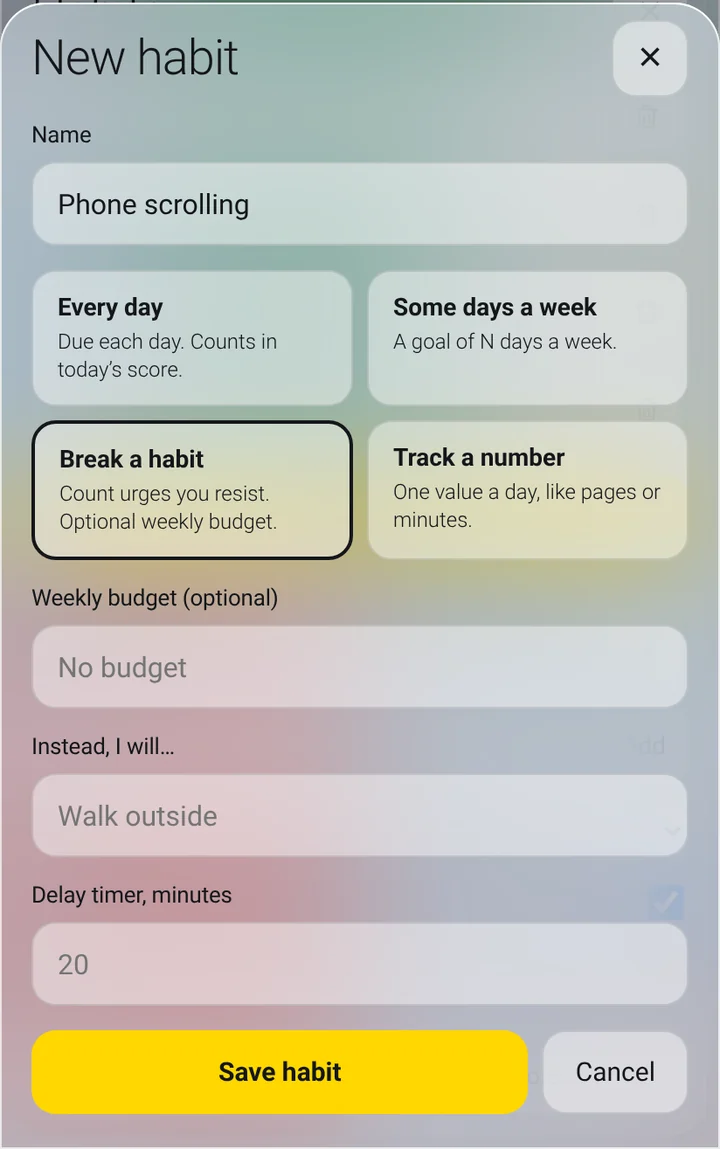 New habit
Name
Phone scrolling
Every day
Due each day. Counts in
today’s score.
Some days a week
A goal of N days a week.
Break a habit
Count urges you resist.
Optional weekly budget.
Track a number
One value a day, like pages or
minutes.
Weekly budget (optional)
No budget
Instead, I will…
Walk outside
Delay timer, minutes
20
Save habit
Cancel